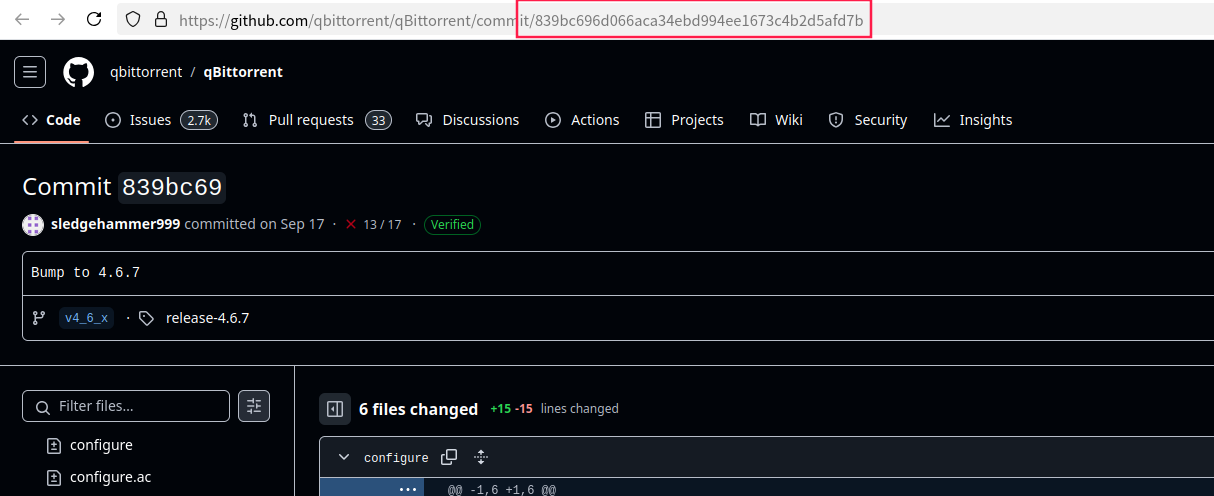 https://github.com/qbittorrent/qBittorrent/commit/839bc696d066aca34ebd994ee1673c4b2d5afd7b
qbittorrent / qBittorrent
Code Issues 2.7k Pull requests 33 Discussions Actions Projects Wiki Security Insights
Commit 839bc69
sledgehammer999 committed on Sep 17 · 13 / 17 · Verified
Bump to 4.6.7
v4_6_x · release-4.6.7
Filter files...
6 files changed +15 -15 lines changed
configure
configure
configure.ac
... @@ -1,6 +1,6 @@